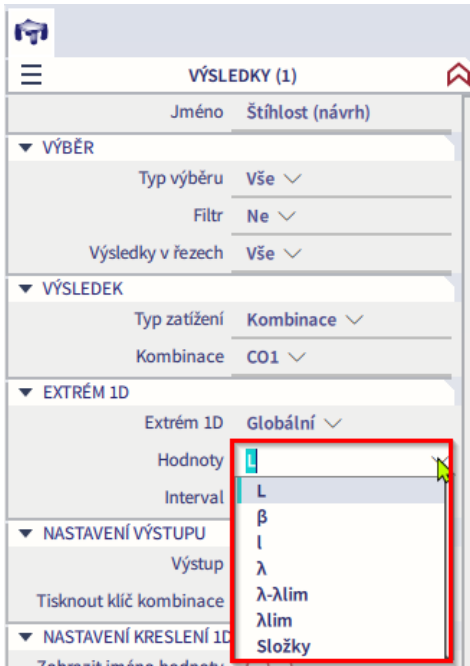 VÝSLEDKY (1)
Jméno Štíhlost (návrh)
VÝBĚR
Typ výběru Vše
Filtr Ne
Výsledky v řezech Vše
VÝSLEDEK
Typ zatížení Kombinace
Kombinace CO1
EXTRÉM 1D
Extrém 1D Globální
Hodnoty L
Interval L
β
NASTAVENÍ VÝSTUPU l
Výstup λ
Tisknout klíč kombinace λ-λlim
λlim
NASTAVENÍ KRESLENÍ 1D Složky